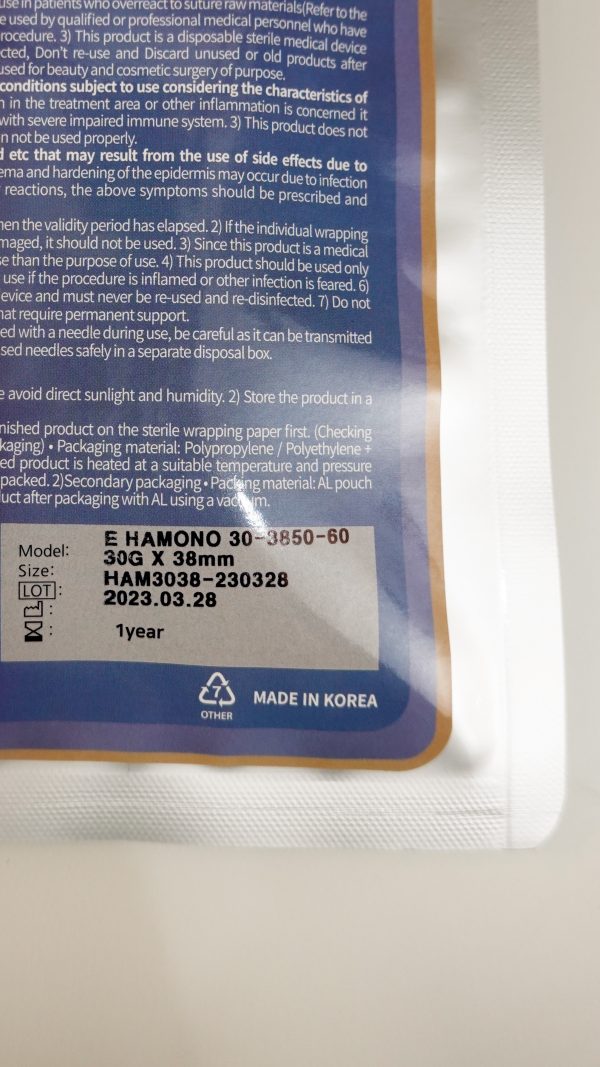 use in patients who overreact to suture raw materials(Refer to the
e used by qualified or professional medical personnel who have
rocedure. 3) This product is a disposable sterile medical device
cted, Don't re-use and Discard unused or old products after
used for beauty and cosmetic surgery of purpose.
conditions subject to use considering the characteristics of
n in the treatment area or other inflammation is concerned it
with severe impaired immune system. 3) This product does not
n not be used properly.
d etc that may result from the use of side effects due to
ema and hardening of the epidermis may occur due to infection
reactions, the above symptoms should be prescribed and
hen the validity period has elapsed. 2) If the individual wrapping
maged, it should not be used. 3) Since this product is a medical
se than the purpose of use. 4) This product should be used only
use if the procedure is inflamed or other infection is feared. 6)
evice and must never be re-used and re-disinfected. 7) Do not
hat require permanent support.
ed with a needle during use, be careful as it can be transmitted
sed needles safely in a separate disposal box.
e avoid direct sunlight and humidity. 2) Store the product in a
nished product on the sterile wrapping paper first. (Checking
kaging) • Packaging material: Polypropylene / Polyethylene +
ed product is heated at a suitable temperature and pressure
packed. 2)Secondary packaging • Packing material: AL pouch
uct after packaging with AL using a vacuum.
Model: E HAMONO 30-3850-60
Size: 30G X 38mm
LOT: HAM3038-230328
: 2023.03.28
: 1year
7
OTHER
MADE IN KOREA